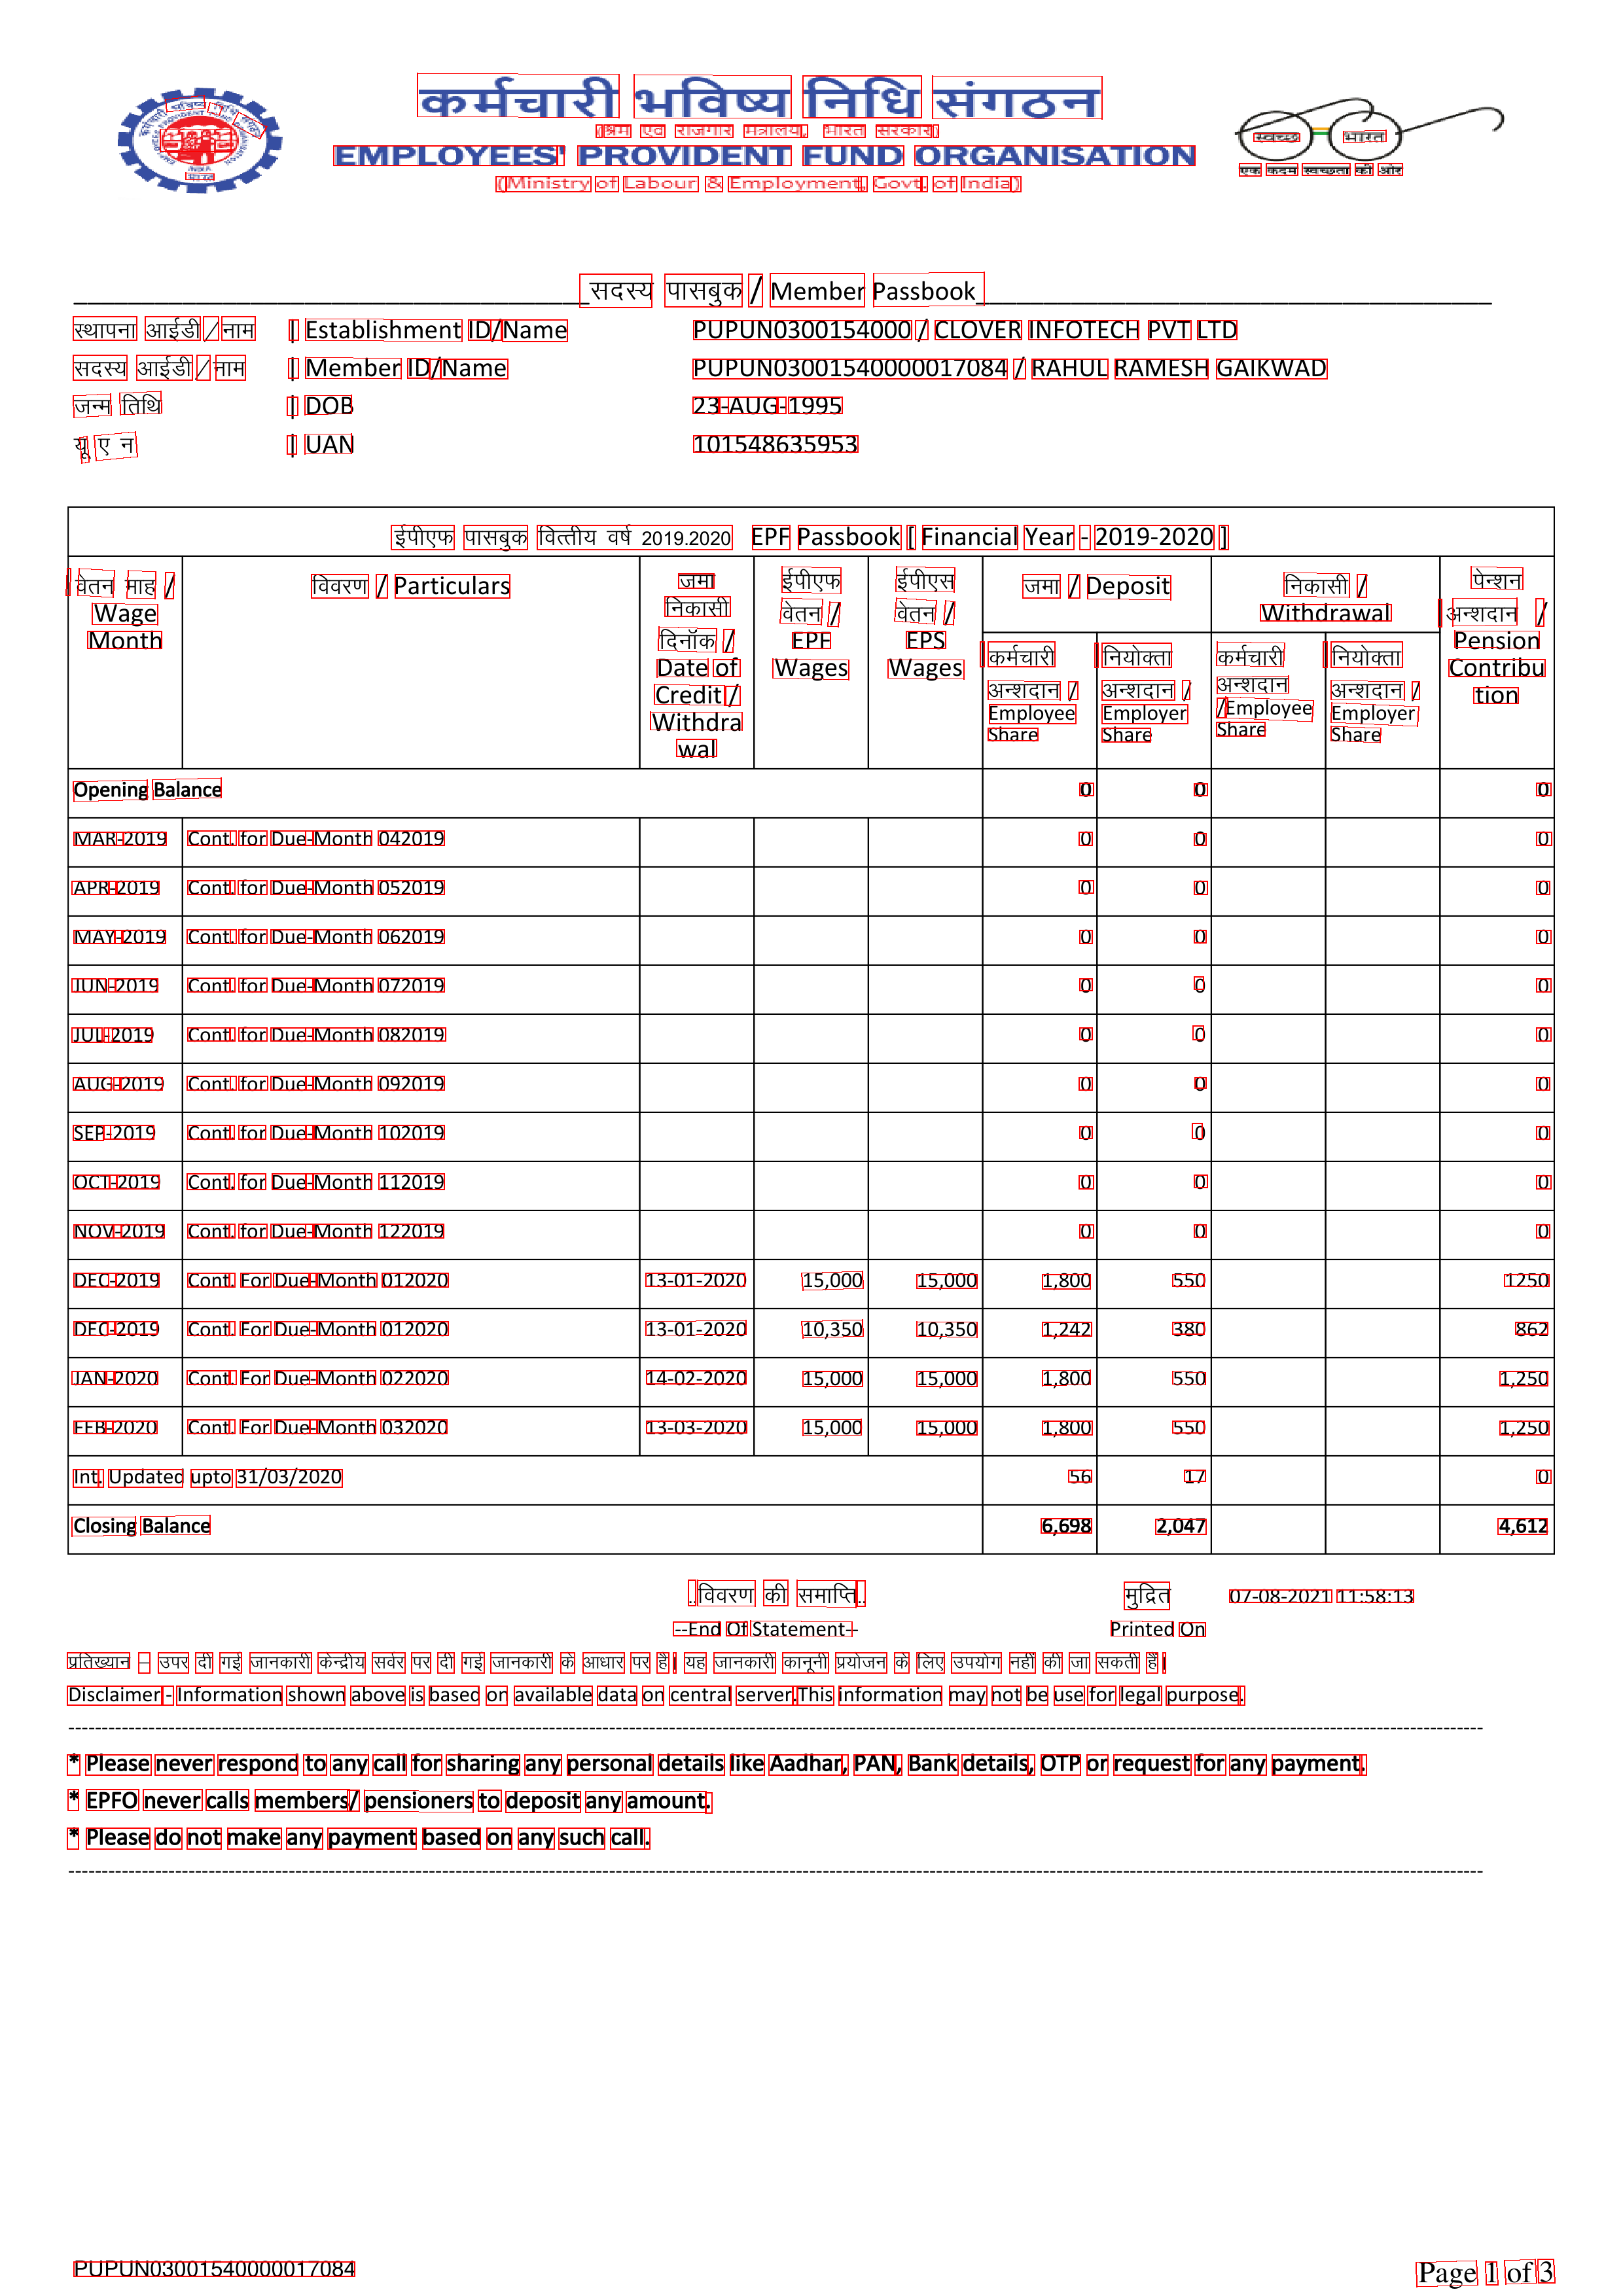 कर्मचारी भविष्य निधि संगठन
(श्रम एवं रोजगार मंत्रालय, भारत सरकार)
EMPLOYEES' PROVIDENT FUND ORGANISATION
(Ministry of Labour & Employment, Govt. of India)
स्वच्छ भारत
एक कदम स्वच्छता की ओर
सदस्य पासबुक / Member Passbook
स्थापना आईडी/नाम | Establishment ID/Name PUPUN0300154000 / CLOVER INFOTECH PVT LTD
सदस्य आईडी/नाम | Member ID/Name PUPUN03001540000017084 / RAHUL RAMESH GAIKWAD
जन्म तिथि | DOB 23-AUG-1995
यू ए न | UAN 101548635953
ईपीएफ पासबुक वित्तीय वर्ष 2019.2020 EPF Passbook [ Financial Year - 2019-2020 ]
वेतन माह / Wage Month
विवरण / Particulars
जमा निकासी दिनॉक / Date of Credit / Withdrawal
ईपीएफ वेतन / EPF Wages
ईपीएस वेतन / EPS Wages
जमा / Deposit
निकासी / Withdrawal
पेन्शन अन्शदान / Pension Contribution
कर्मचारी अन्शदान / Employee Share
नियोक्ता अन्शदान / Employer Share
कर्मचारी अन्शदान /Employee Share
नियोक्ता अन्शदान / Employer Share
Opening Balance 0 0 0
MAR-2019 Cont. for Due-Month 042019 0 0 0
APR-2019 Cont. for Due-Month 052019 0 0 0
MAY-2019 Cont. for Due-Month 062019 0 0 0
JUN-2019 Cont. for Due-Month 072019 0 0 0
JUL-2019 Cont. for Due-Month 082019 0 0 0
AUG-2019 Cont. for Due-Month 092019 0 0 0
SEP-2019 Cont. for Due-Month 102019 0 0 0
OCT-2019 Cont. for Due-Month 112019 0 0 0
NOV-2019 Cont. for Due-Month 122019 0 0 0
DEC-2019 Cont. For Due-Month 012020 13-01-2020 15,000 15,000 1,800 550 1250
DEC-2019 Cont. For Due-Month 012020 13-01-2020 10,350 10,350 1,242 380 862
JAN-2020 Cont. For Due-Month 022020 14-02-2020 15,000 15,000 1,800 550 1,250
FEB-2020 Cont. For Due-Month 032020 13-03-2020 15,000 15,000 1,800 550 1,250
Int. Updated upto 31/03/2020 56 17 0
Closing Balance 6,698 2,047 4,612
..विवरण की समाप्ति.. मुद्रित 07-08-2021 11:58:13
--End Of Statement-- Printed On
प्रतिख्यान – उपर दी गई जानकारी केन्द्रीय सर्वर पर दी गई जानकारी के आधार पर हैं। यह जानकारी कानूनी प्रयोजन के लिए उपयोग नहीं की जा सकती हैं।
Disclaimer - Information shown above is based on available data on central server.This information may not be use for legal purpose.
* Please never respond to any call for sharing any personal details like Aadhar, PAN, Bank details, OTP or request for any payment.
* EPFO never calls members/ pensioners to deposit any amount.
* Please do not make any payment based on any such call.
PUPUN03001540000017084 Page 1 of 3